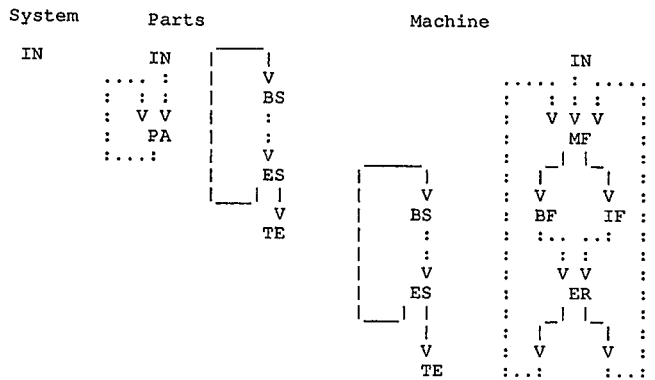 System Parts Machine
IN IN IN
V
BS
V V V V V
PA V MF
ES
V V V V
TE BS BF IF
V V V
ES ER
V V V
TE